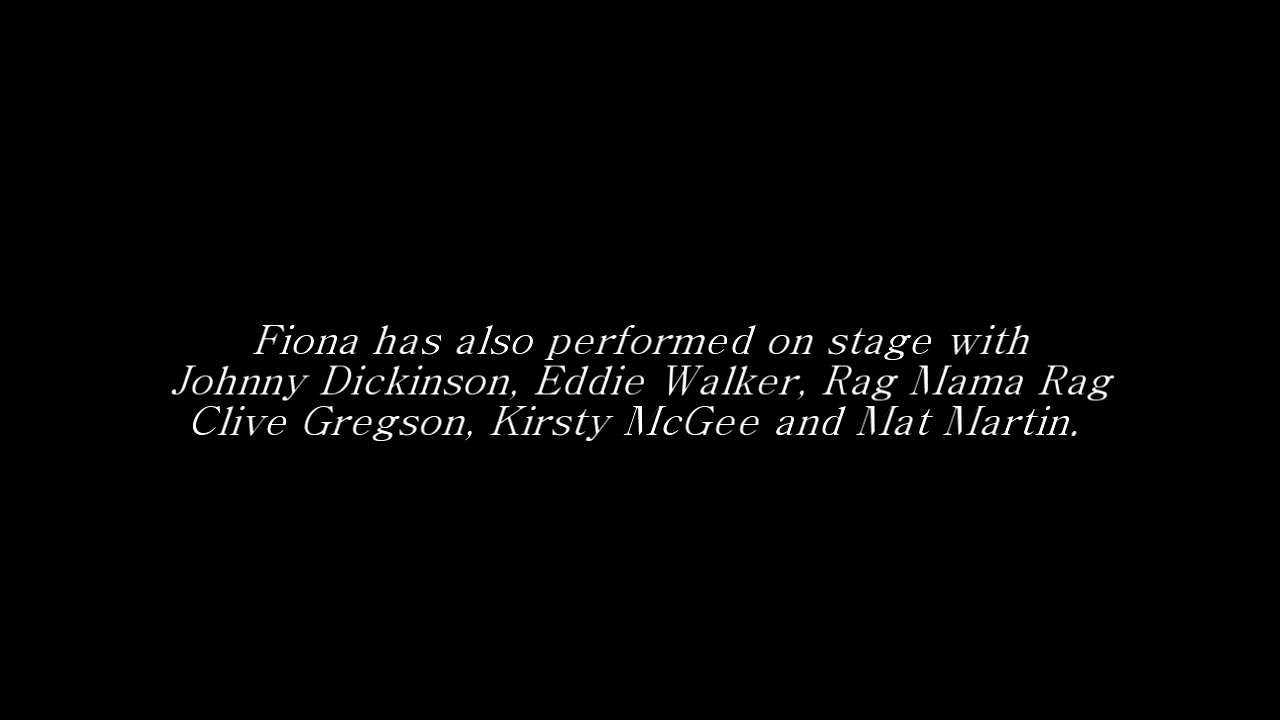 Fiona has also performed on stage with
Johnny Dickinson, Eddie Walker, Rag Mama Rag
Clive Gregson, Kirsty McGee and Mat Martin.